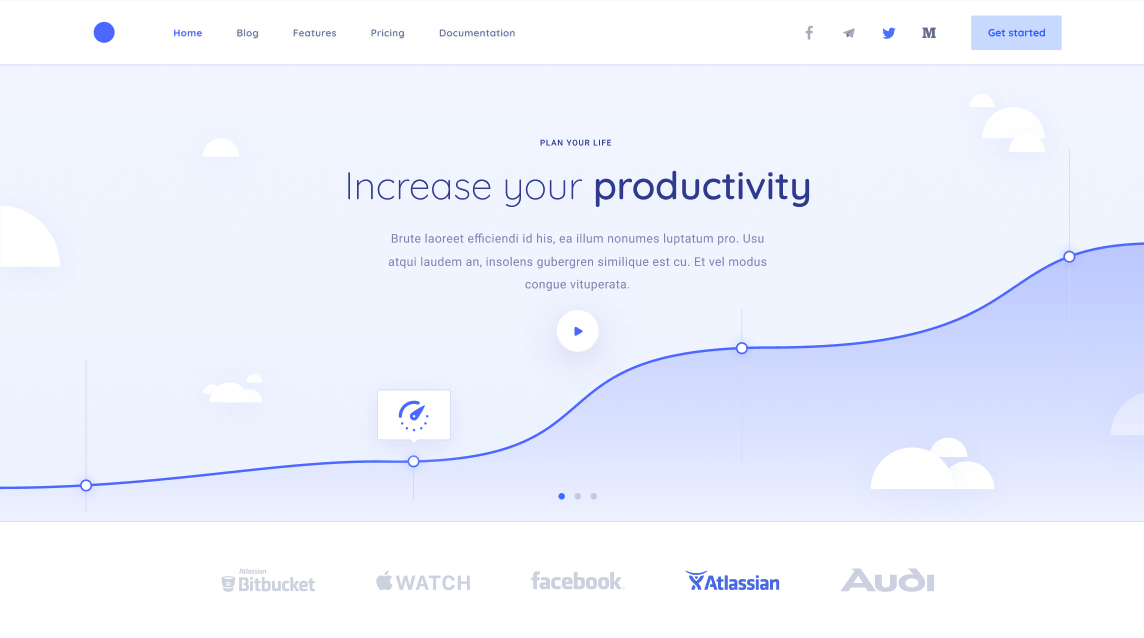 Home Blog Features Pricing Documentation M Get started
PLAN YOUR LIFE
Increase your productivity
Brute laoreet efficiendi id his, ea illum nonumes luptatum pro. Usu
atqui laudem an, insolens gubergren similique est cu. Et vel modus
congue vituperata.
Atlassian
Bitbucket WATCH facebook Atlassian Audi